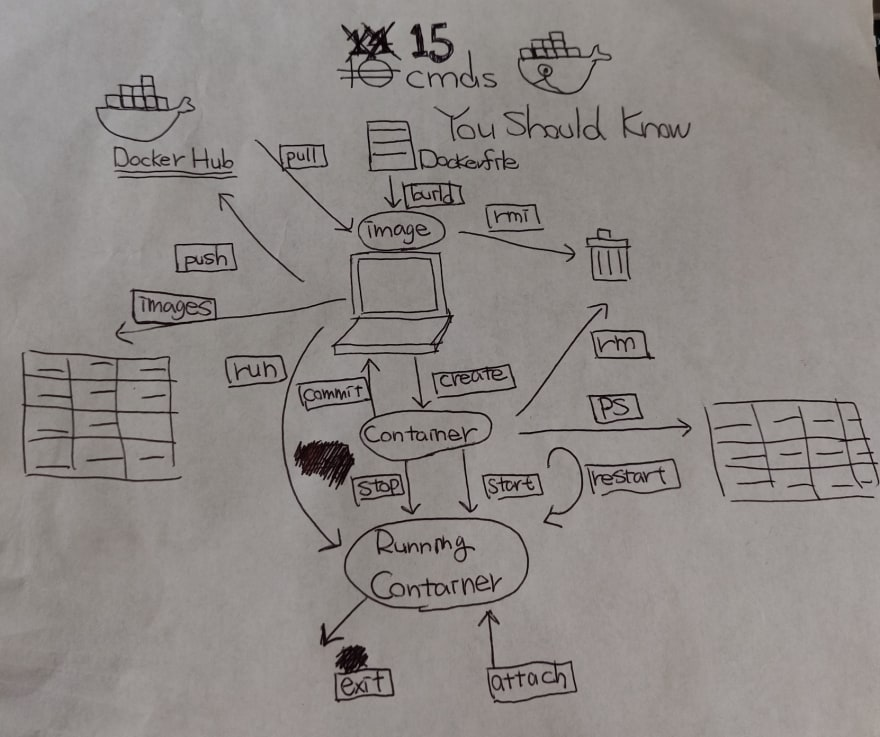 15
cmds
You Should Know
Docker Hub
pull
Dockerfile
build
image
rmi
push
images
rm
run
commit
create
ps
Container
stop
start
restart
Running
Container
exit
attach